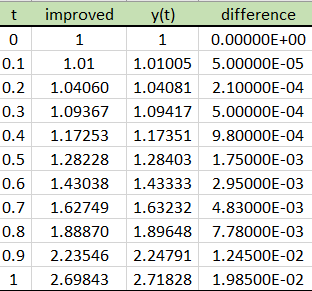 t improved y(t) difference
0 1 1 0.00000E+00
0.1 1.01 1.01005 5.00000E-05
0.2 1.04060 1.04081 2.10000E-04
0.3 1.09367 1.09417 5.00000E-04
0.4 1.17253 1.17351 9.80000E-04
0.5 1.28228 1.28403 1.75000E-03
0.6 1.43038 1.43333 2.95000E-03
0.7 1.62749 1.63232 4.83000E-03
0.8 1.88870 1.89648 7.78000E-03
0.9 2.23546 2.24791 1.24500E-02
1 2.69843 2.71828 1.98500E-02